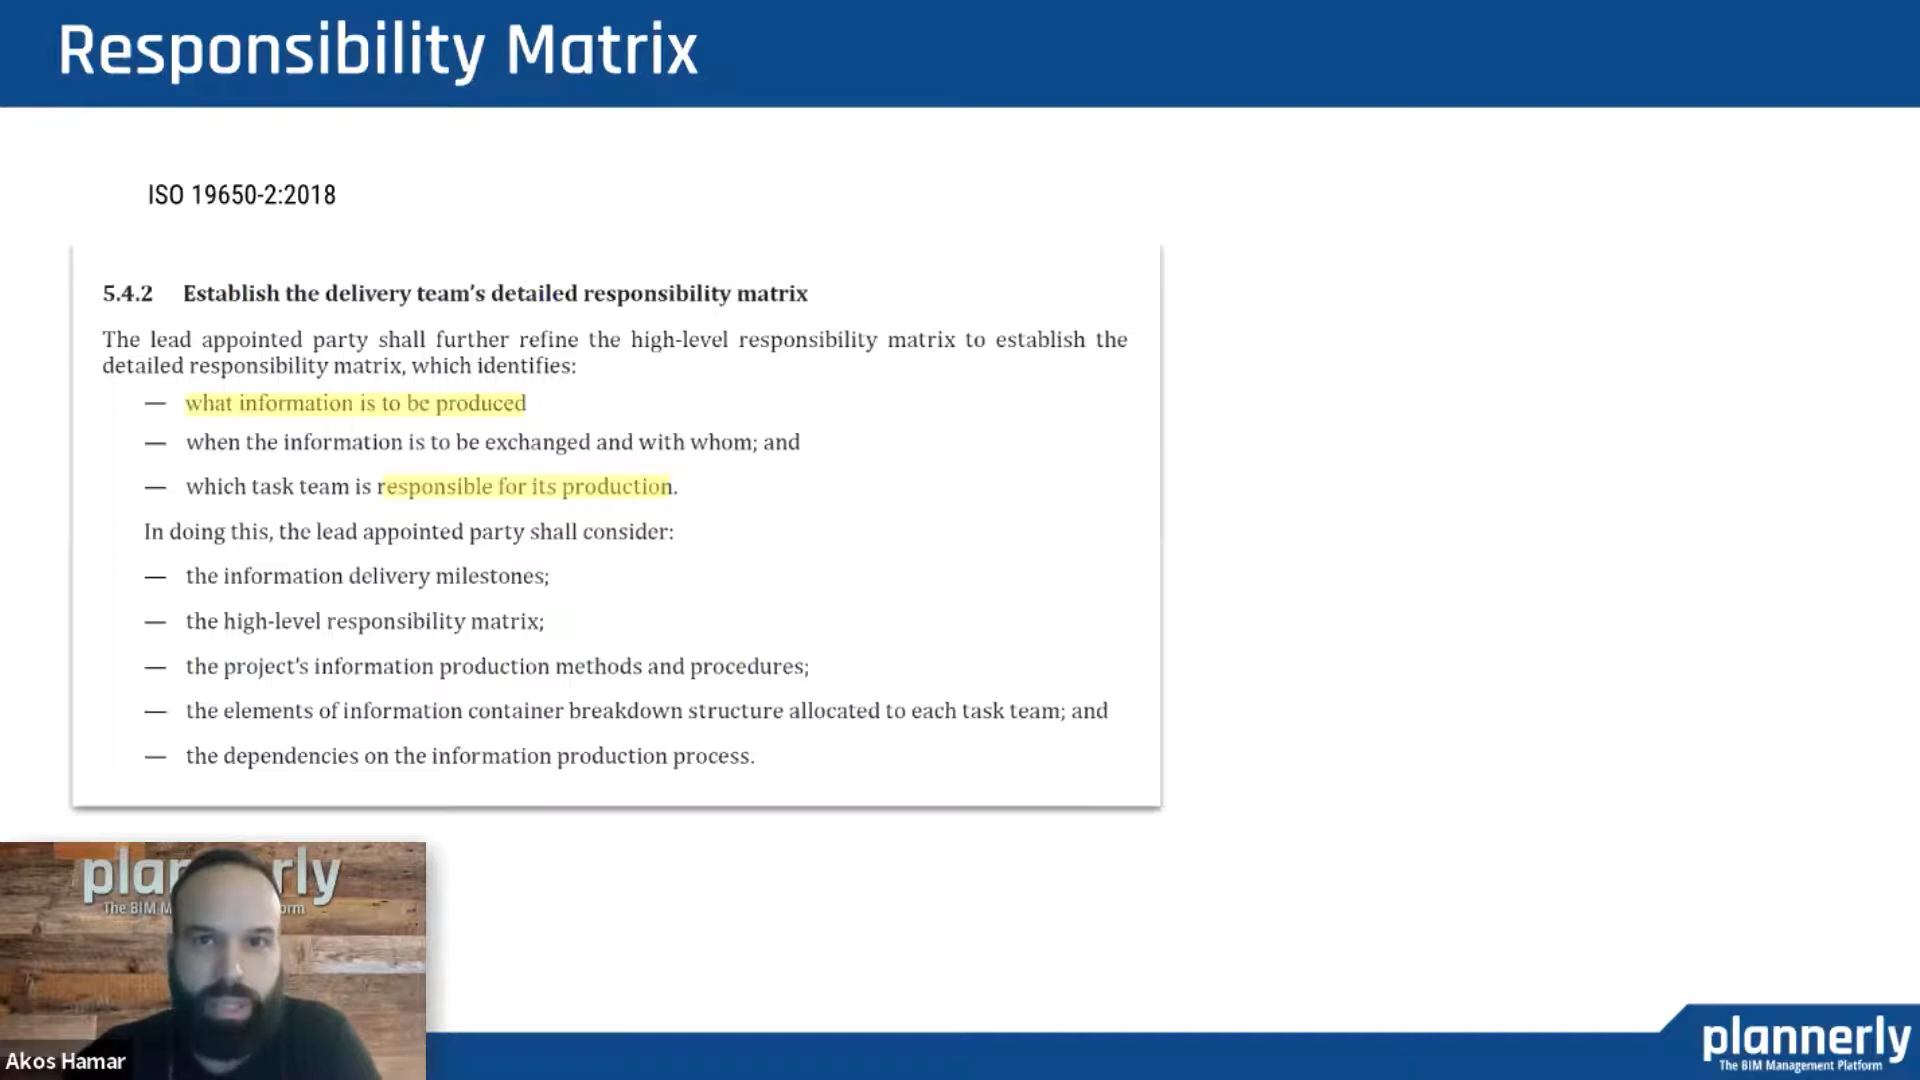 Responsibility Matrix
ISO 19650-2:2018
5.4.2 Establish the delivery team's detailed responsibility matrix
The lead appointed party shall further refine the high-level responsibility matrix to establish the
detailed responsibility matrix, which identifies:
— what information is to be produced
— when the information is to be exchanged and with whom; and
— which task team is responsible for its production.
In doing this, the lead appointed party shall consider:
— the information delivery milestones;
— the high-level responsibility matrix;
— the project's information production methods and procedures;
— the elements of information container breakdown structure allocated to each task team; and
— the dependencies on the information production process.
Akos Hamar
plannerly
The BIM Management Platform